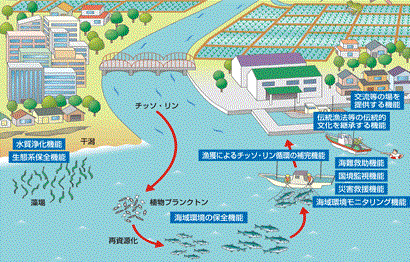 チッソ・リン
交流等の場を
提供する機能
伝統漁法等の伝統的
文化を継承する機能
干潟
水質浄化機能
生態系保全機能
漁獲によるチッソ・リン循環の補完機能
海難救助機能
国境監視機能
災害救援機能
海域環境モニタリング機能
藻場
植物プランクトン
海域環境の保全機能
再資源化